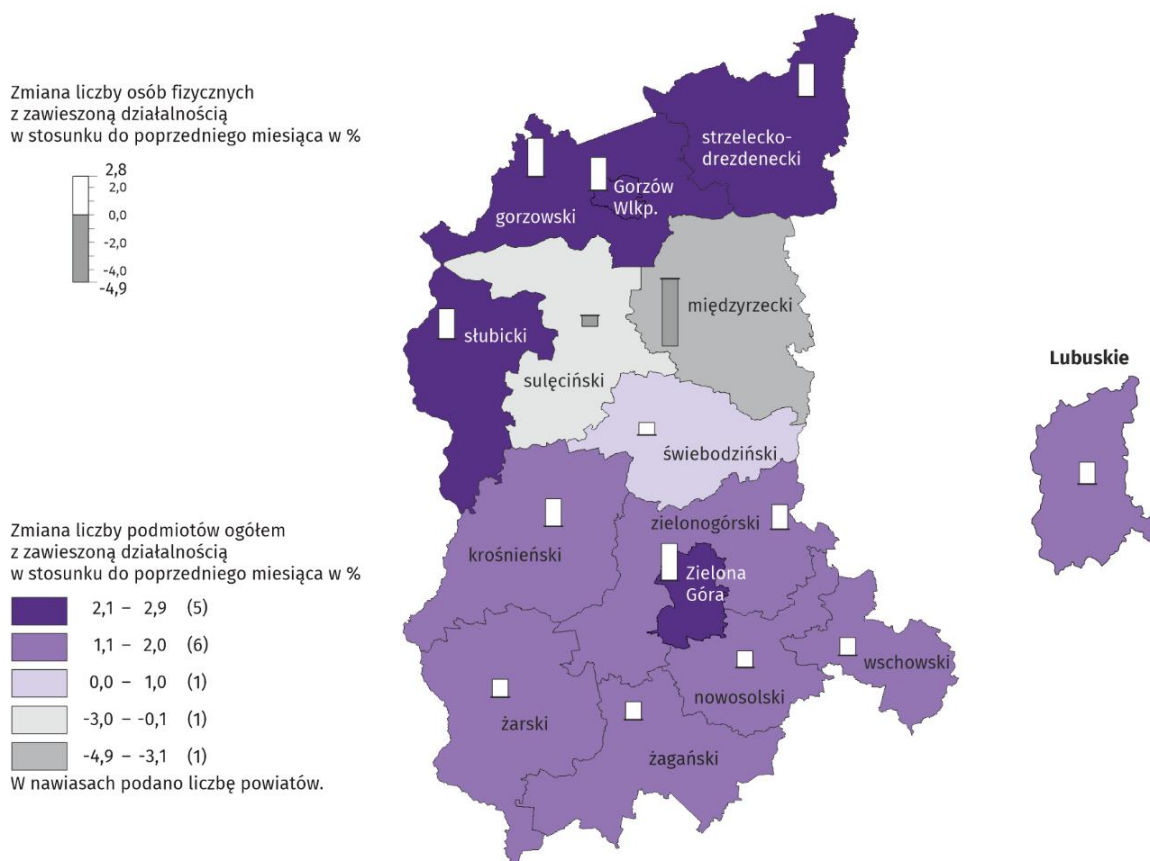 Zmiana liczby osób fizycznych
z zawieszoną działalnością
w stosunku do poprzedniego miesiąca w %
2,8
2,0
0,0
-2,0
-4,0
-4,9
strzelecko-
drezdenecki
Gorzów
Wlkp.
gorzowski
międzyrzecki
słubicki
sulęciński
Lubuskie
świebodziński
zielonogórski
krośnieński
Zielona
Góra
wschowski
nowosolski
żarski
żagański
Zmiana liczby podmiotów ogółem
z zawieszoną działalnością
w stosunku do poprzedniego miesiąca w %
2,1 – 2,9 (5)
1,1 – 2,0 (6)
0,0 – 1,0 (1)
-3,0 – -0,1 (1)
-4,9 – -3,1 (1)
W nawiasach podano liczbę powiatów.